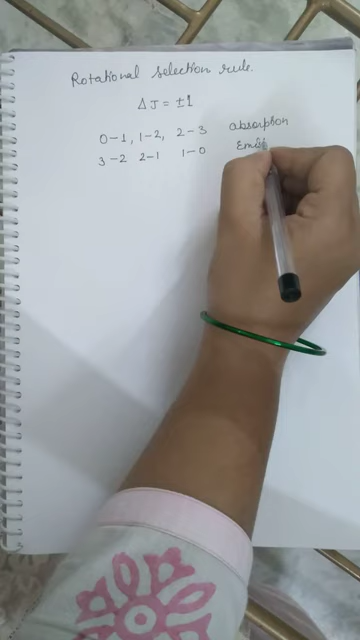 Rotational selection rule.
ΔJ = ±1
0-1, 1-2, 2-3 absorption
3-2 2-1 1-0